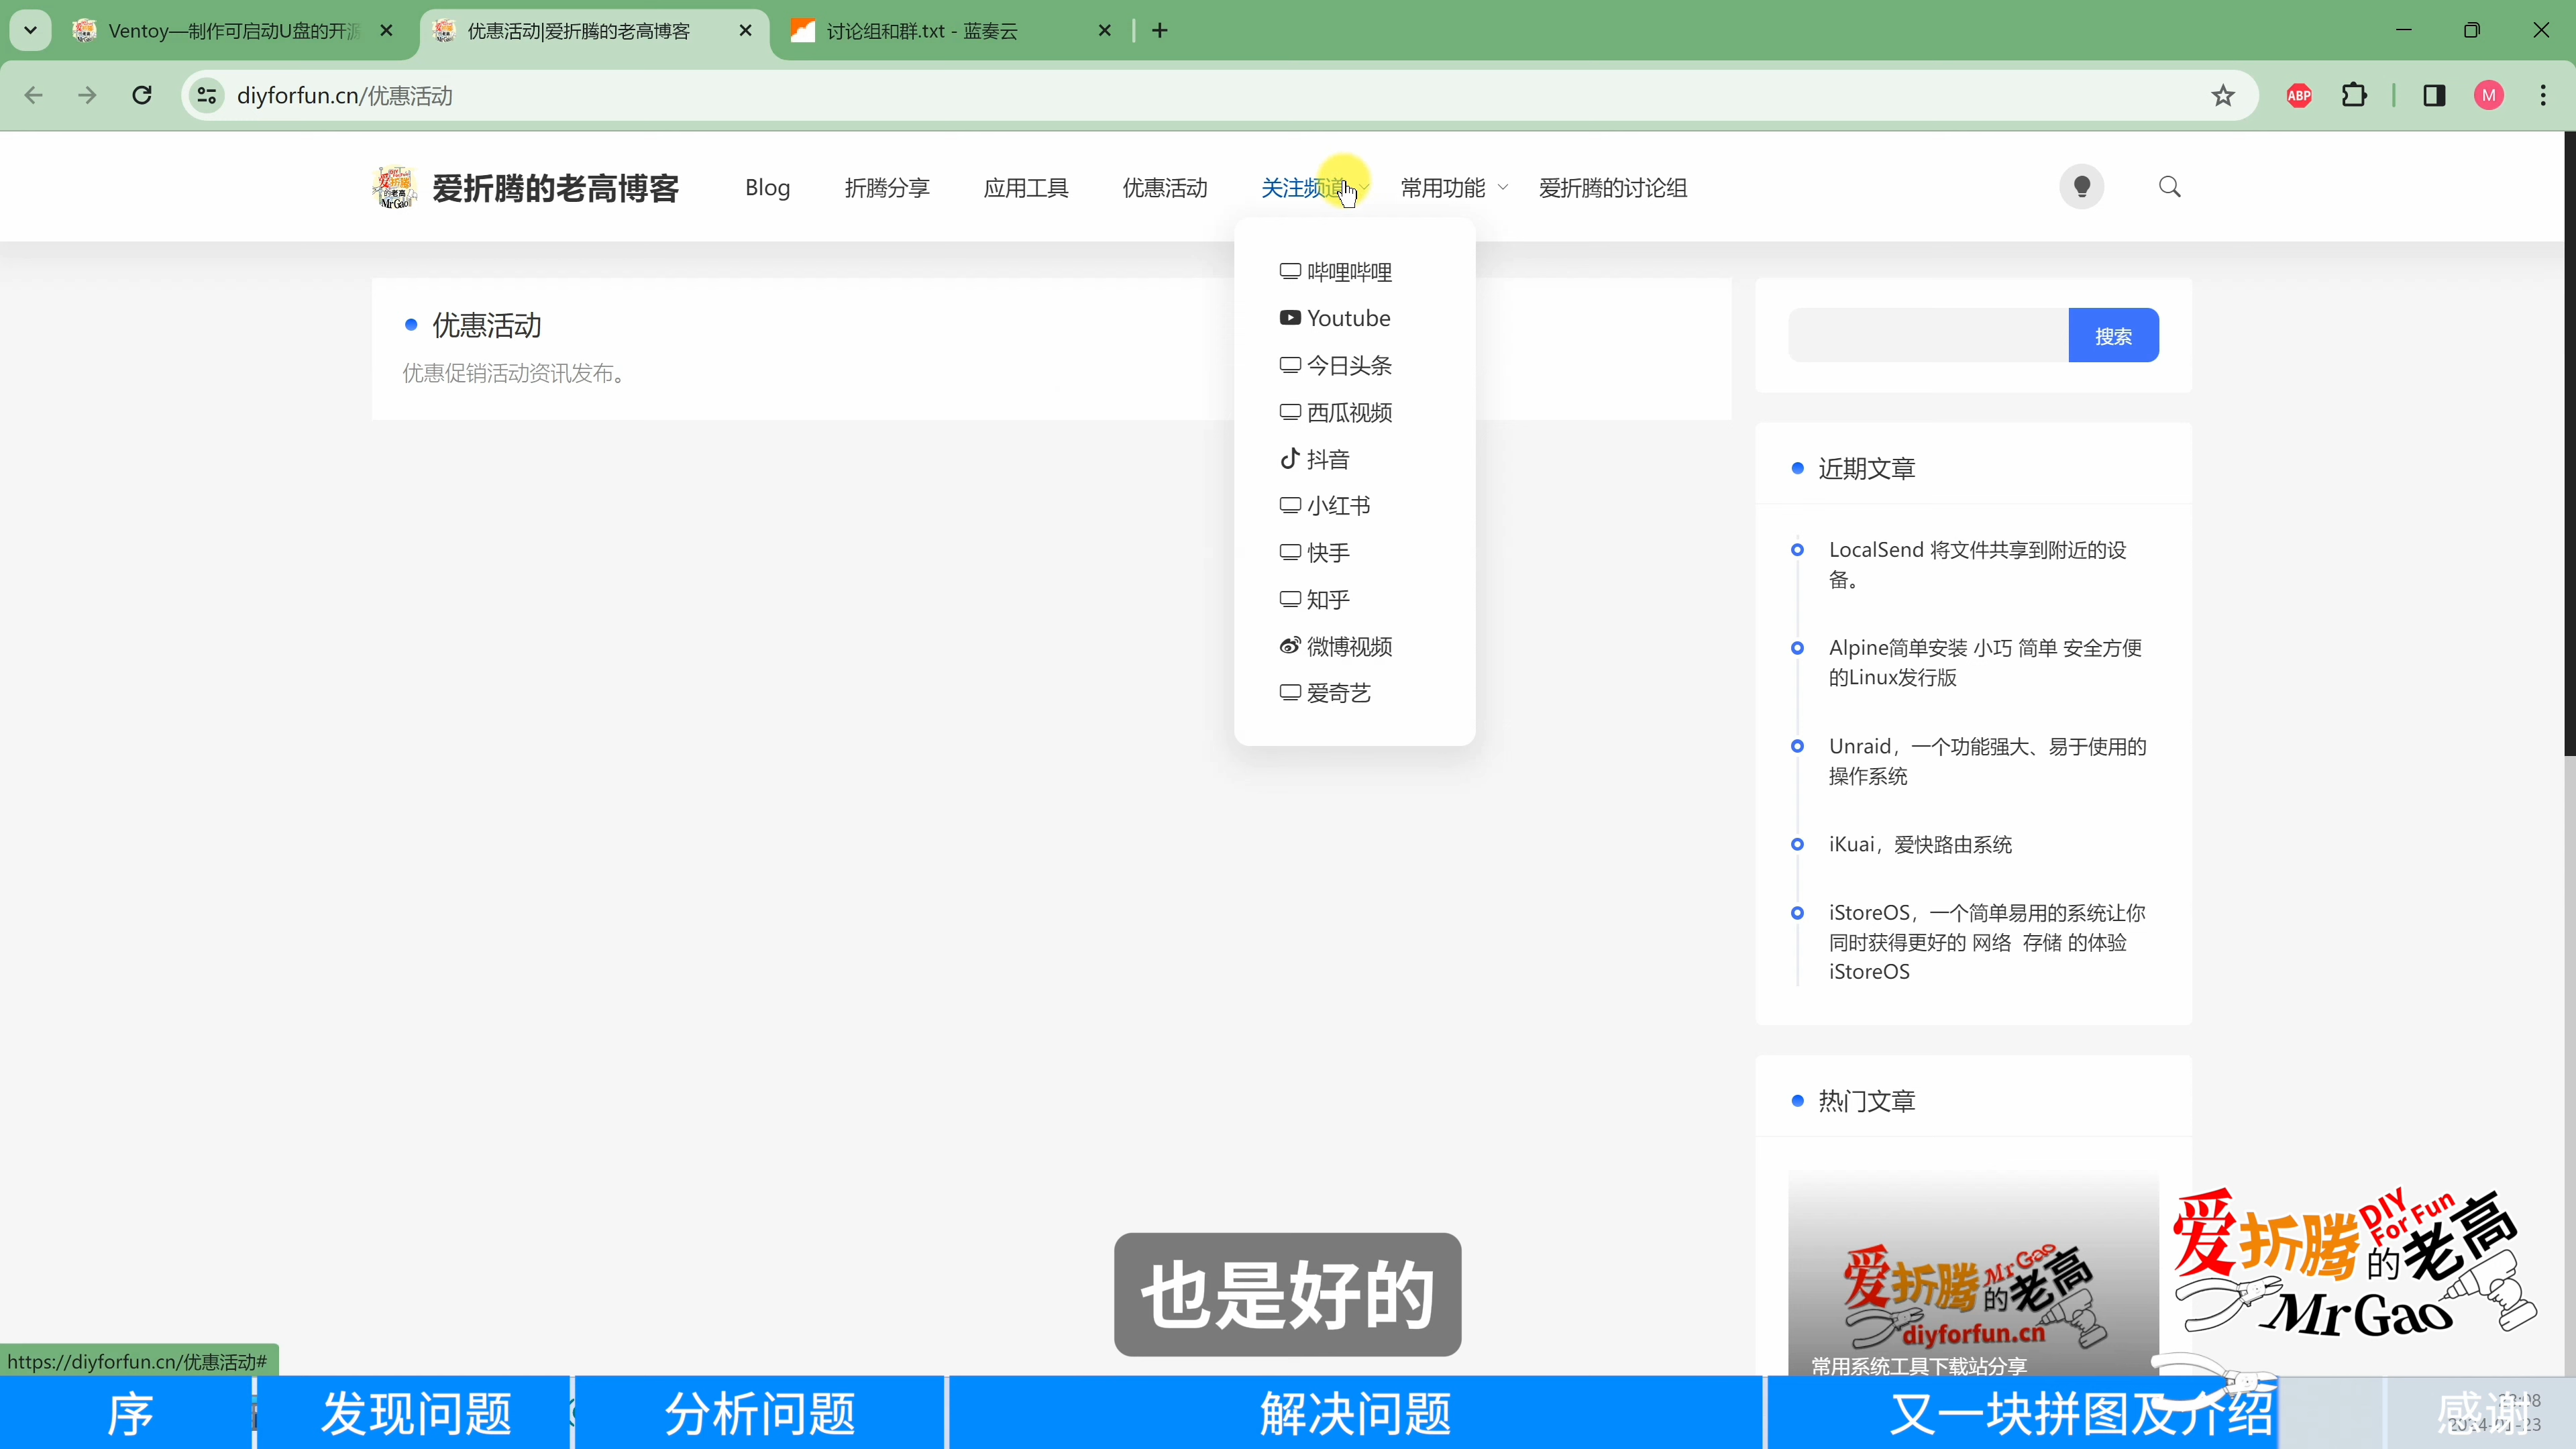 Ventoy—制作可启动U盘的开源
优惠活动|爱折腾的老高博客
讨论组和群.txt - 蓝奏云
diyforfun.cn/优惠活动
ABP
M
爱折腾的老高博客
Blog
折腾分享
应用工具
优惠活动
关注频道
常用功能
爱折腾的讨论组
哔哩哔哩
Youtube
今日头条
西瓜视频
抖音
小红书
快手
知乎
微博视频
爱奇艺
优惠活动
优惠促销活动资讯发布。
搜索
近期文章
LocalSend 将文件共享到附近的设
备。
Alpine简单安装 小巧 简单 安全方便
的Linux发行版
Unraid，一个功能强大、易于使用的
操作系统
iKuai，爱快路由系统
iStoreOS，一个简单易用的系统让你
同时获得更好的 网络 存储 的体验
iStoreOS
热门文章
爱折腾的老高 MrGao
diyforfun.cn
常用系统工具下载站分享
爱折腾的老高 DIY For Fun
MrGao
也是好的
https://diyforfun.cn/优惠活动#
序
发现问题
分析问题
解决问题
又一块拼图及介绍
感谢